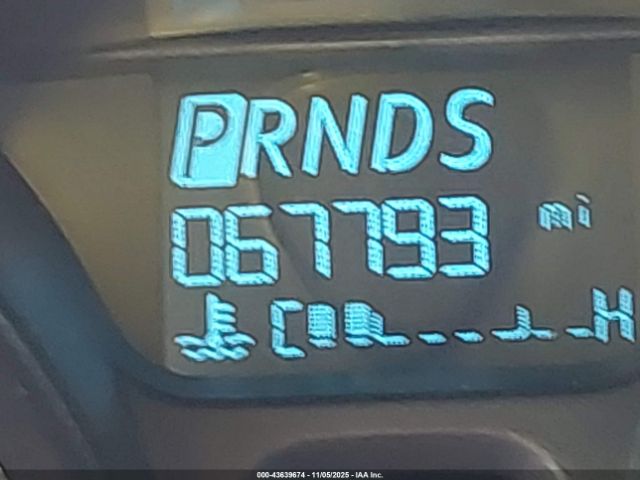 PRNDS
067793 mi
C H
000-43639674 - 11/05/2025 - IAA Inc.